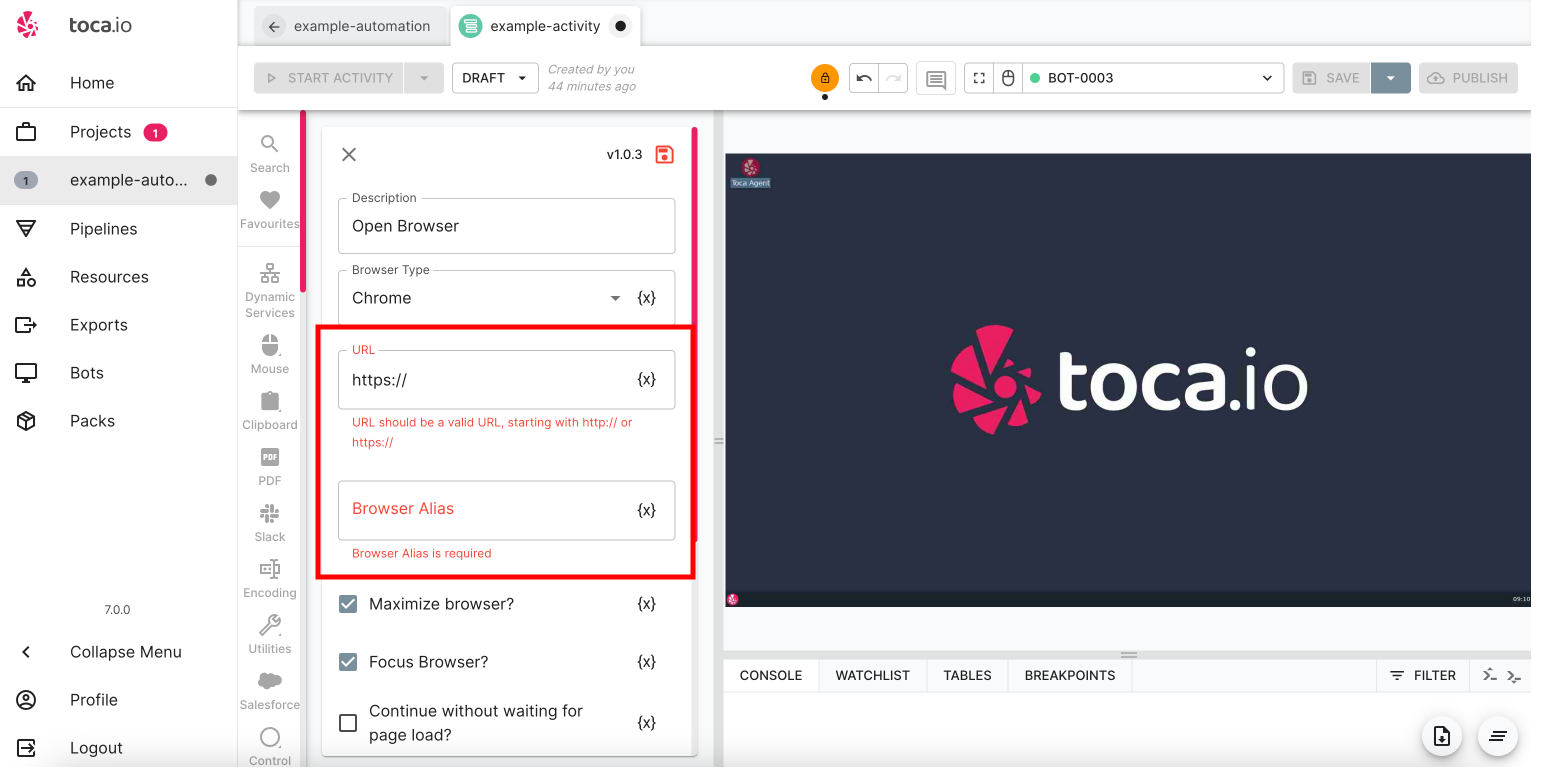 toca.io
Home
Projects 1
1 example-auto...
Pipelines
Resources
Exports
Bots
Packs
7.0.0
Collapse Menu
Profile
Logout
example-automation
example-activity
START ACTIVITY
DRAFT
Created by you
44 minutes ago
BOT-0003
SAVE
PUBLISH
Search
Favourites
Dynamic
Services
Mouse
Clipboard
PDF
PDF
Slack
Encoding
Utilities
Salesforce
Control
v1.0.3
Description
Open Browser
Browser Type
Chrome {x}
URL
https:// {x}
URL should be a valid URL, starting with http:// or
https://
Browser Alias {x}
Browser Alias is required
Maximize browser? {x}
Focus Browser? {x}
Continue without waiting for
page load? {x}
Toca Agent
toca.io
09:10
CONSOLE
WATCHLIST
TABLES
BREAKPOINTS
FILTER